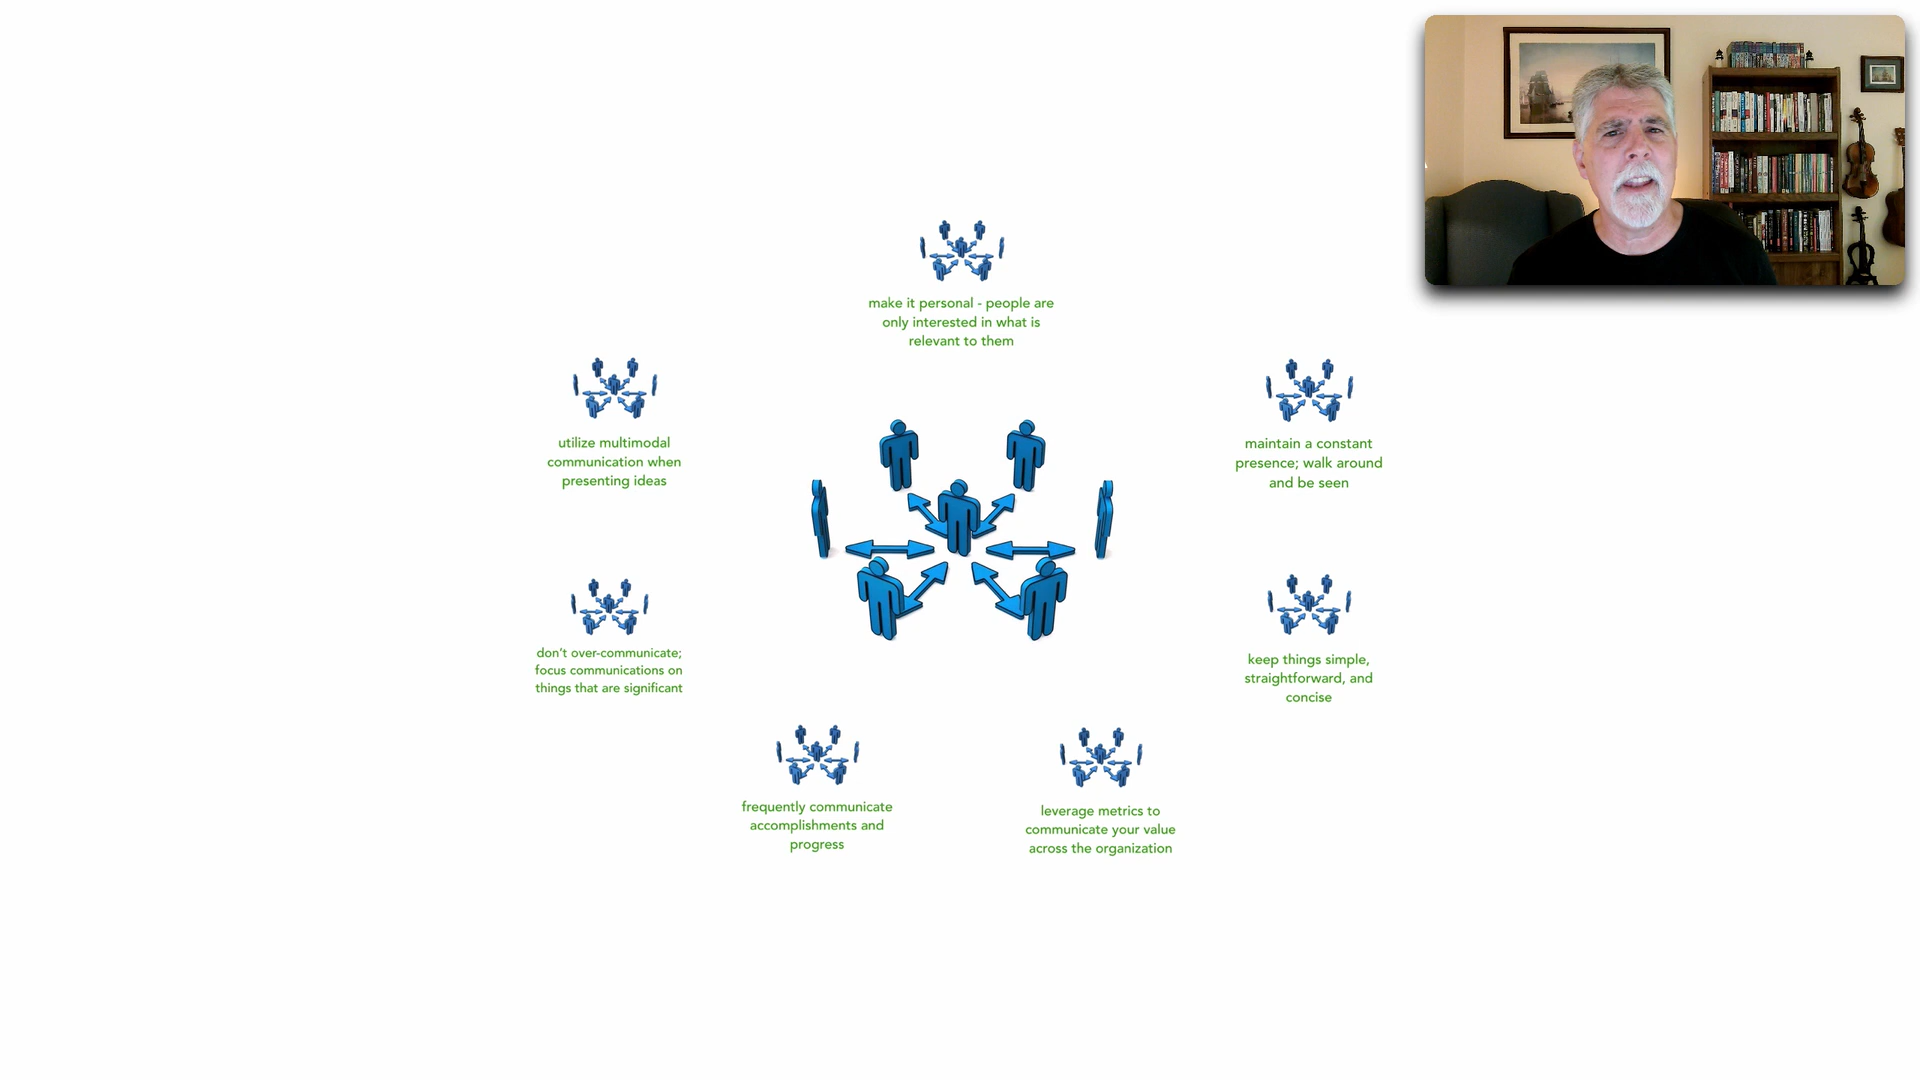 make it personal - people are
only interested in what is
relevant to them
utilize multimodal
communication when
presenting ideas
maintain a constant
presence; walk around
and be seen
don't over-communicate;
focus communications on
things that are significant
keep things simple,
straightforward, and
concise
frequently communicate
accomplishments and
progress
leverage metrics to
communicate your value
across the organization